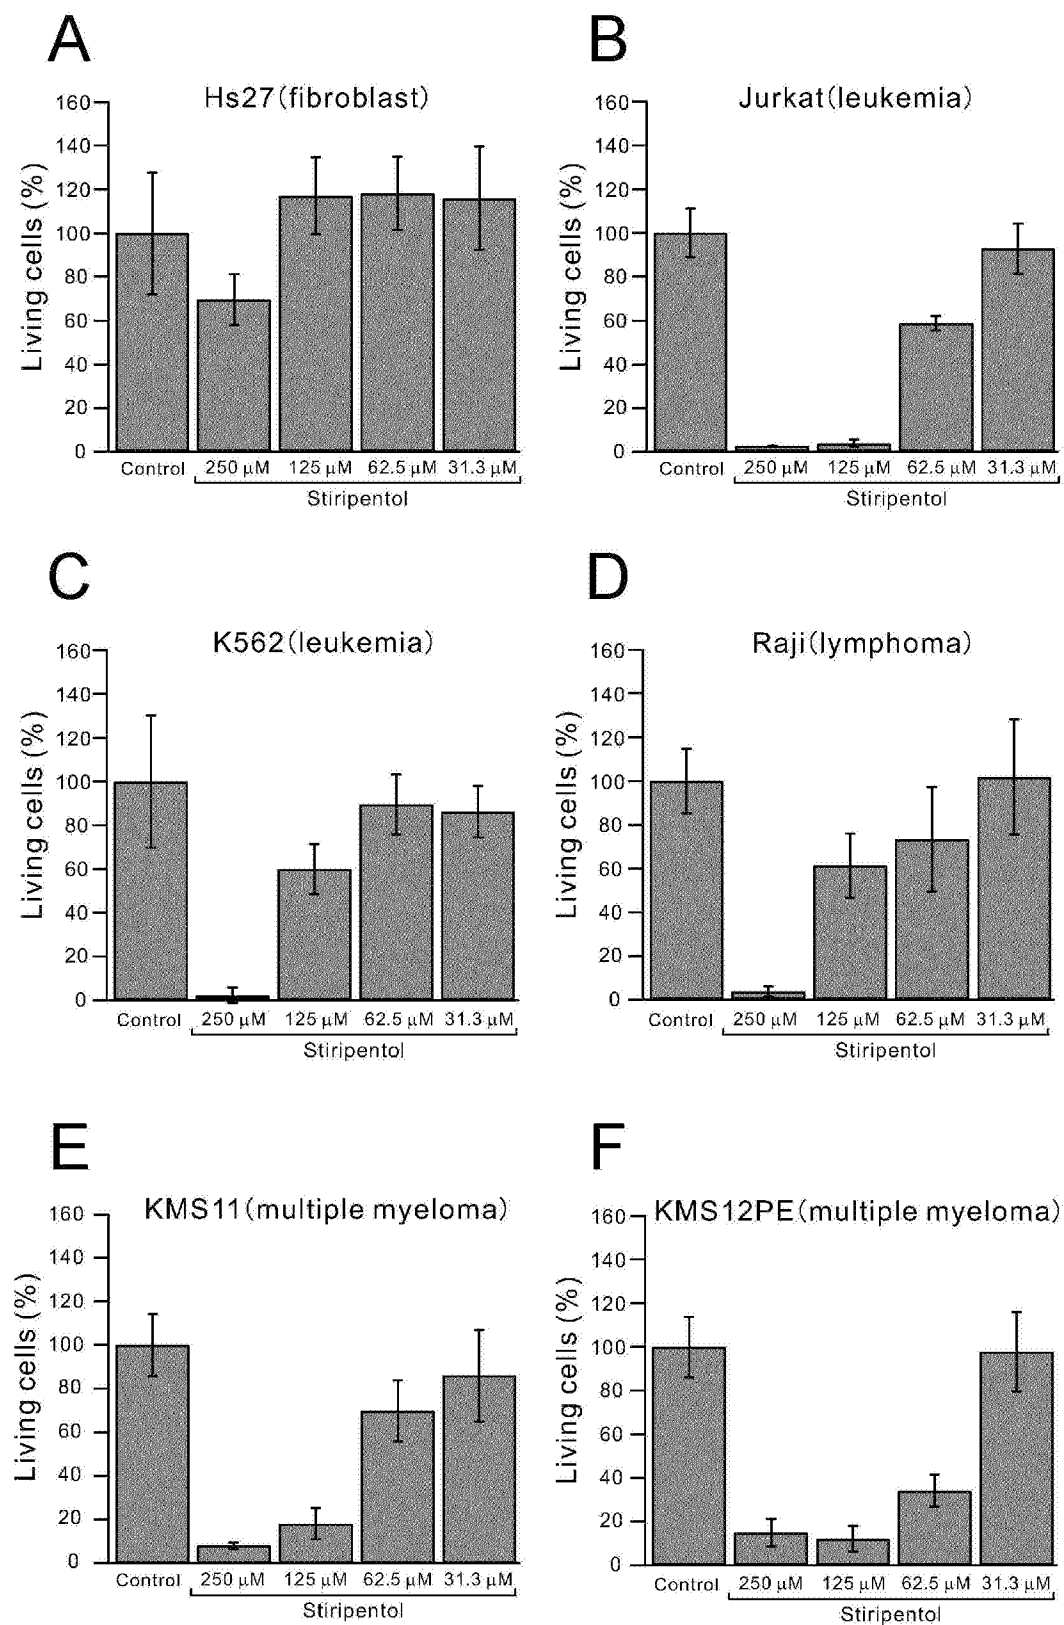 A
Hs27(fibroblast)
Living cells (%)
160
140
120
100
80
60
40
20
0
Control 250 μM 125 μM 62.5 μM 31.3 μM
Stiripentol
B
Jurkat(leukemia)
Living cells (%)
160
140
120
100
80
60
40
20
0
Control 250 μM 125 μM 62.5 μM 31.3 μM
Stiripentol
C
K562(leukemia)
Living cells (%)
160
140
120
100
80
60
40
20
0
Control 250 μM 125 μM 62.5 μM 31.3 μM
Stiripentol
D
Raji(lymphoma)
Living cells (%)
160
140
120
100
80
60
40
20
0
Control 250 μM 125 μM 62.5 μM 31.3 μM
Stiripentol
E
KMS11(multiple myeloma)
Living cells (%)
160
140
120
100
80
60
40
20
0
Control 250 μM 125 μM 62.5 μM 31.3 μM
Stiripentol
F
KMS12PE(multiple myeloma)
Living cells (%)
160
140
120
100
80
60
40
20
0
Control 250 μM 125 μM 62.5 μM 31.3 μM
Stiripentol